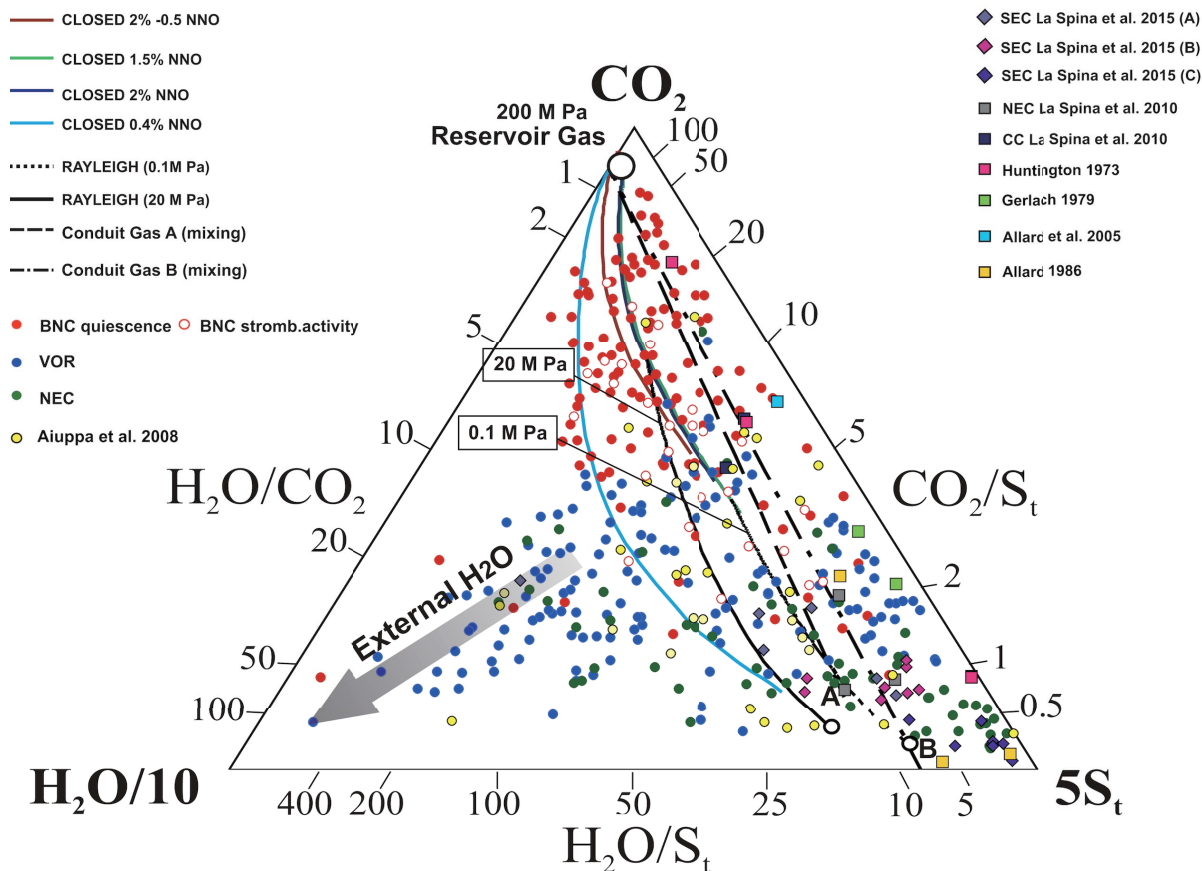 CLOSED 2% -0.5 NNO
CLOSED 1.5% NNO
CLOSED 2% NNO
CLOSED 0.4% NNO
RAYLEIGH (0.1M Pa)
RAYLEIGH (20 M Pa)
Conduit Gas A (mixing)
Conduit Gas B (mixing)
BNC quiescence
BNC stromb.activity
VOR
NEC
Aiuppa et al. 2008
SEC La Spina et al. 2015 (A)
SEC La Spina et al. 2015 (B)
SEC La Spina et al. 2015 (C)
NEC La Spina et al. 2010
CC La Spina et al. 2010
Huntington 1973
Gerlach 1979
Allard et al. 2005
Allard 1986
CO₂
200 M Pa
Reservoir Gas
1
2
5
10
20
50
100
H₂O/CO₂
100
50
20
10
5
2
1
0.5
CO₂/Sₜ
20 M Pa
0.1 M Pa
External H2O
A
B
H₂O/10
5Sₜ
400
200
100
50
25
10
5
H₂O/Sₜ